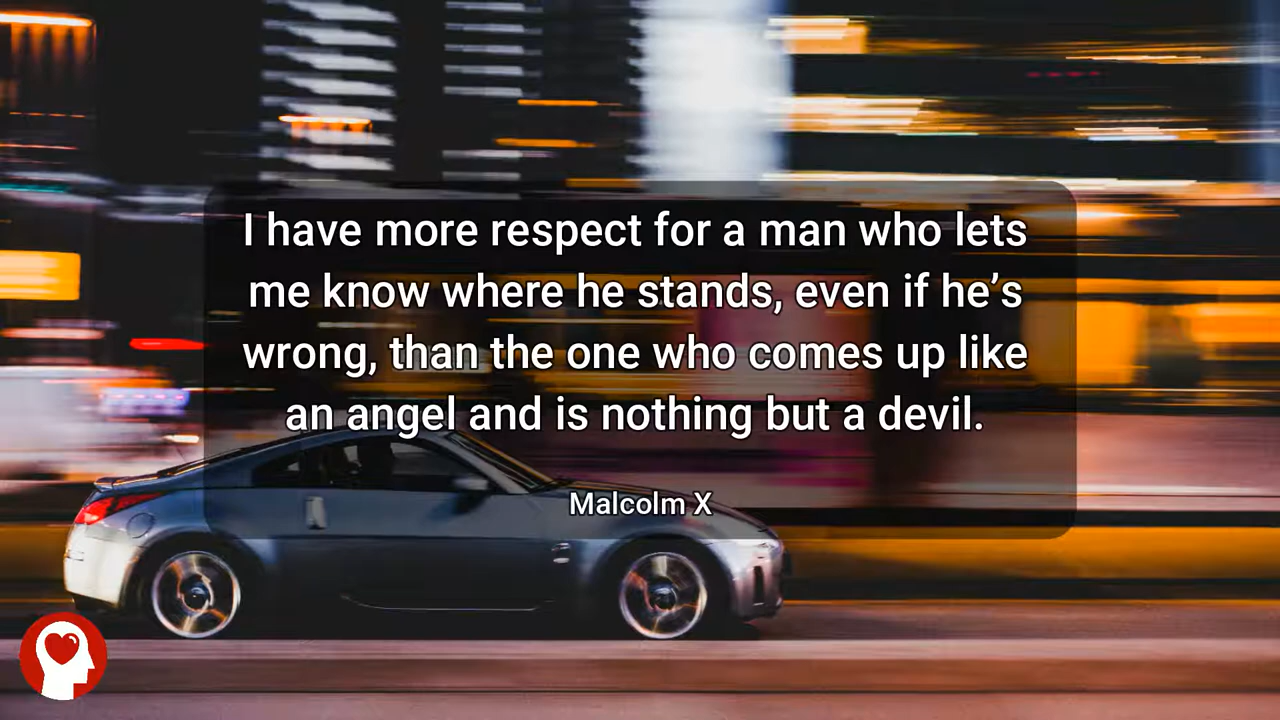 I have more respect for a man who lets
me know where he stands, even if he’s
wrong, than the one who comes up like
an angel and is nothing but a devil.
Malcolm X